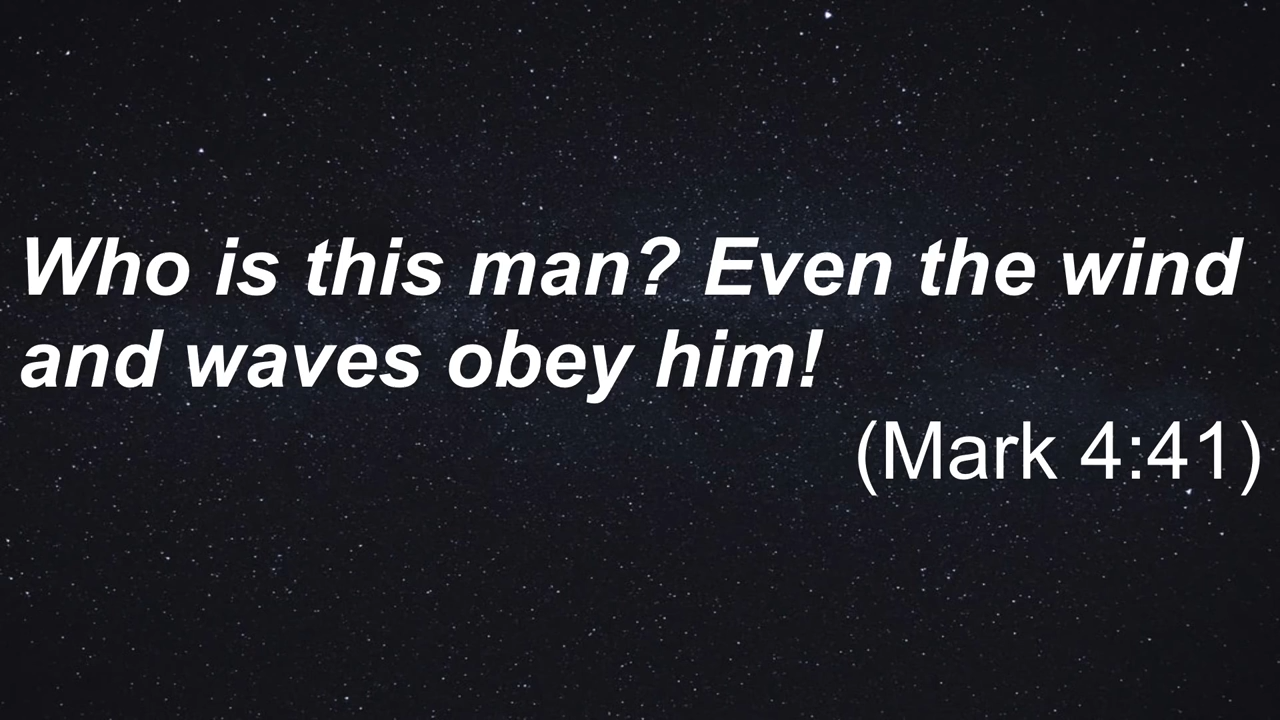 Who is this man? Even the wind
and waves obey him!
(Mark 4:41)